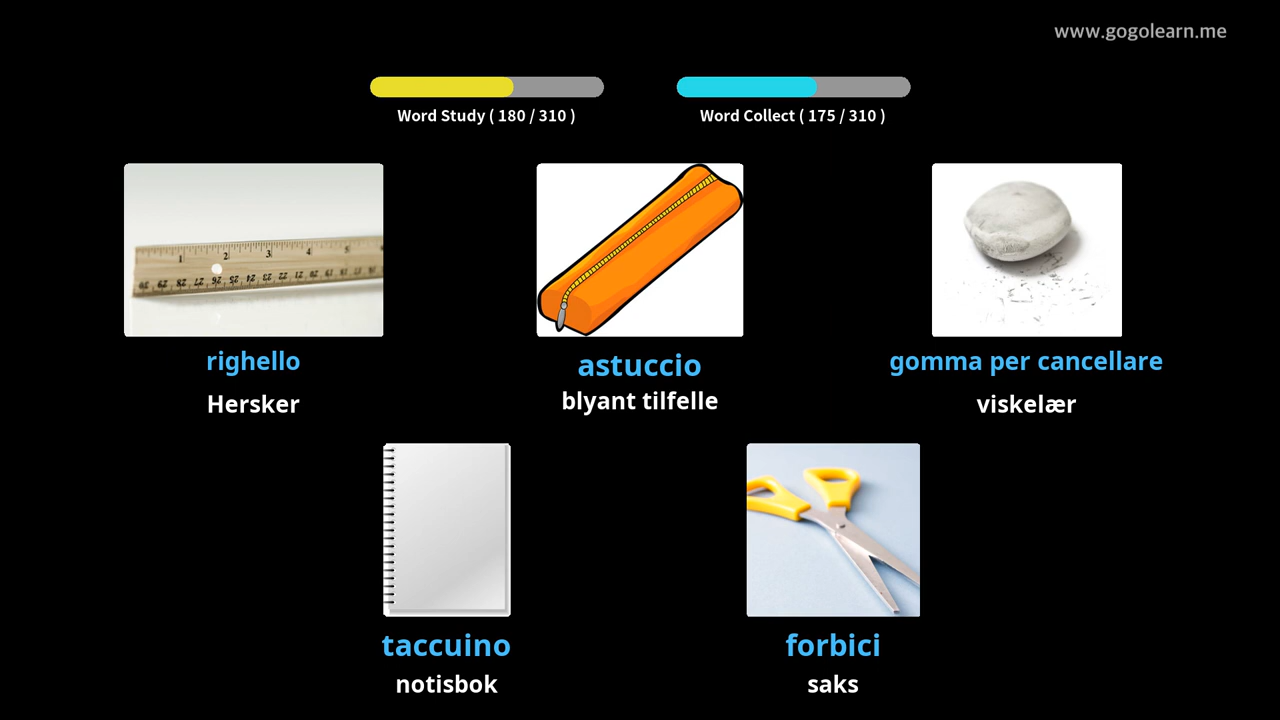 www.gogolearn.me
Word Study ( 180 / 310 )
Word Collect ( 175 / 310 )
righello
astuccio
gomma per cancellare
Hersker
blyant tilfelle
viskelær
taccuino
forbici
notisbok
saks